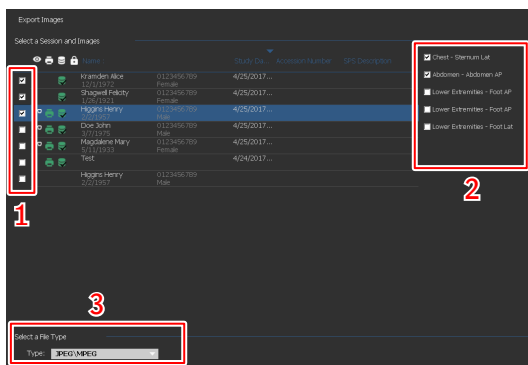 Export Images
Select a Session and Images
Name Study Da... Accession Number SPS Description
Kramden Alice 0123456789 4/25/2017...
12/1/1972 Female
Shagwell Felicity 0123456789 4/25/2017...
1/26/1921 Female
Higgins Henry 0123456789 4/25/2017...
2/2/1957 Male
Doe John 0123456789 4/25/2017...
3/7/1975 Male
Magdalene Mary 0123456789 4/25/2017...
5/11/1933 Female
Test 4/24/2017...
Higgins Henry 0123456789
2/2/1957 Male
Chest - Sternum Lat
Abdomen - Abdomen AP
Lower Extremities - Foot AP
Lower Extremities - Foot AP
Lower Extremities - Foot Lat
1
2
3
Select a File Type
Type: JPEG\MPEG